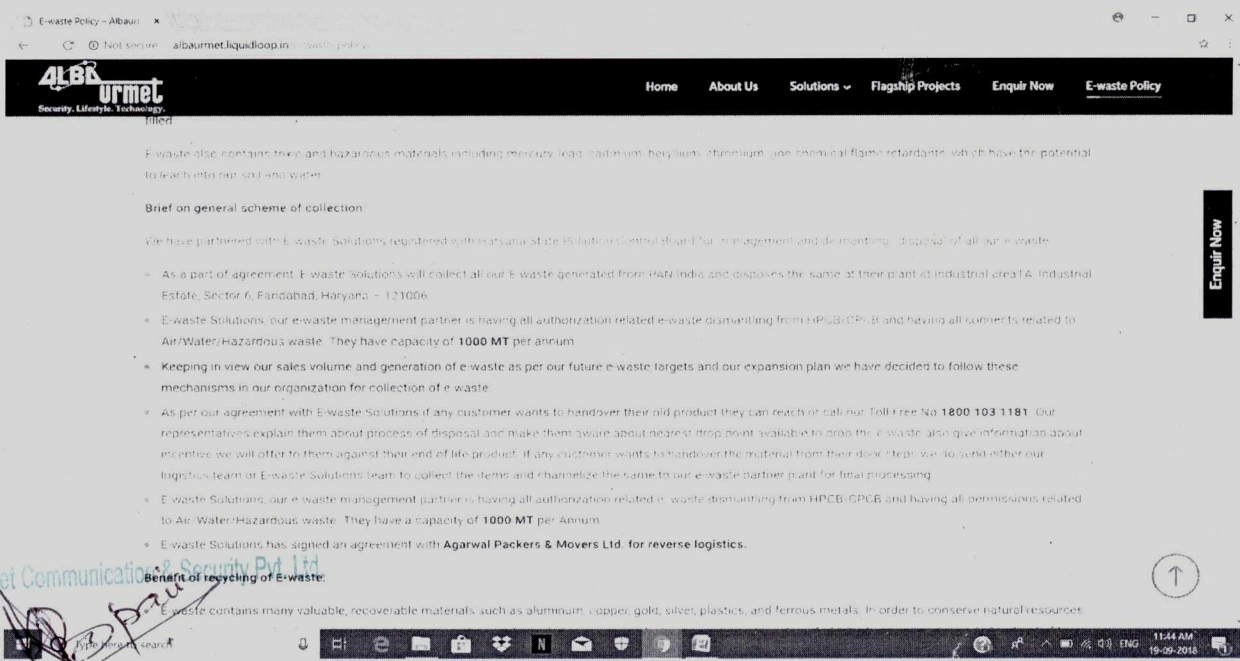 E-waste Policy – Albaur
Not secure albaurmet.liquidloop.in
ALBA
urmet
Security. Lifestyle. Technology.
Home About Us Solutions Flagship Projects Enquir Now E-waste Policy
filled
E-waste also contains toxic and hazardous materials including mercury, lead, cadmium, beryllium, chromium, and chemical flame retardants, which have the potential
to leach into our soil and water
Brief on general scheme of collection
We have partnered with E-waste Solutions registered with Haryana State Pollution Control Board for management and dismantling / disposal of all our e-waste
As a part of agreement, E-waste Solutions will collect all our E-waste generated from PAN India and disposes the same at their plant at industrial area 1A, Industrial
Estate, Sector 6, Faridabad, Haryana – 121006
E-waste Solutions, our e-waste management partner is having all authorization related e-waste dismantling from HPCB/CPCB and having all connects related to
Air/Water/Hazardous waste. They have capacity of 1000 MT per annum
Keeping in view our sales volume and generation of e-waste as per our future e-waste targets and our expansion plan we have decided to follow these
mechanisms in our organization for collection of e waste
As per our agreement with E-waste Solutions if any customer wants to handover their old product they can reach or call our Toll Free No 1800 103 1181. Our
representatives explain them about process of disposal and make them aware about nearest drop point available to drop the e-waste also give information about
incentive we will offer to them against their end of life product. If any customer wants to handover the material from their door steps we do send either our
logistics team or E-waste Solutions team to collect the items and channelize the same to our e-waste partner plant for final processing
E-waste Solutions, our e waste management partner is having all authorization related e- waste dismantling from HPCB/CPCB and having all permissions related
to Air/Water/Hazardous waste. They have a capacity of 1000 MT per Annum
E-waste Solutions has signed an agreement with Agarwal Packers & Movers Ltd. for reverse logistics.
et Communication & Security Pvt. Ltd.
Benefit of recycling of E-waste.
E waste contains many valuable, recoverable materials such as aluminum, copper, gold, silver, plastics, and ferrous metals. In order to conserve natural resources
Enquir Now
Type here to search
N
ENG
11:44 AM
19-09-2018